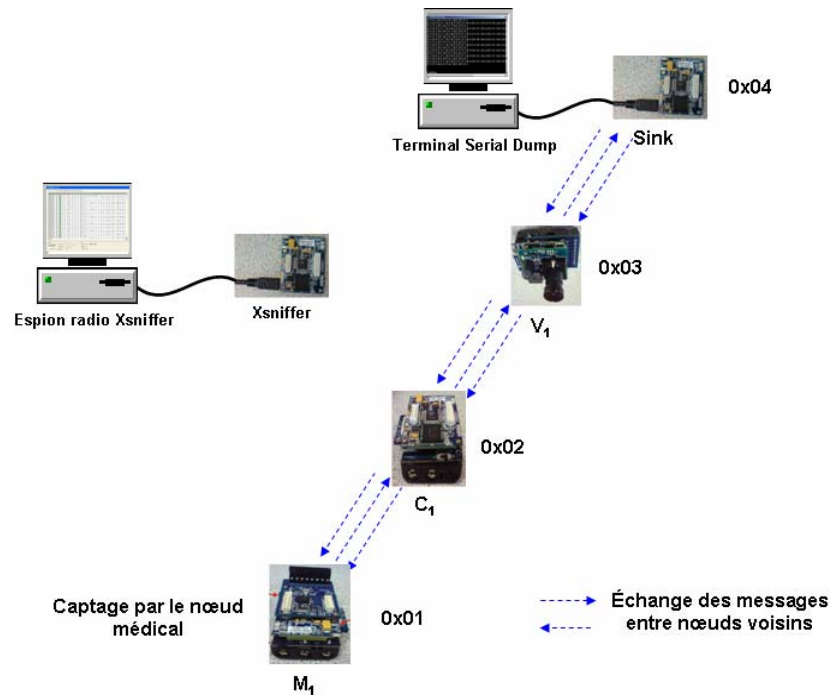 0x04
Sink
Terminal Serial Dump
0x03
V₁
Xsniffer
Espion radio Xsniffer
0x02
C₁
Captage par le nœud
médical
0x01
M₁
Échange des messages
entre nœuds voisins